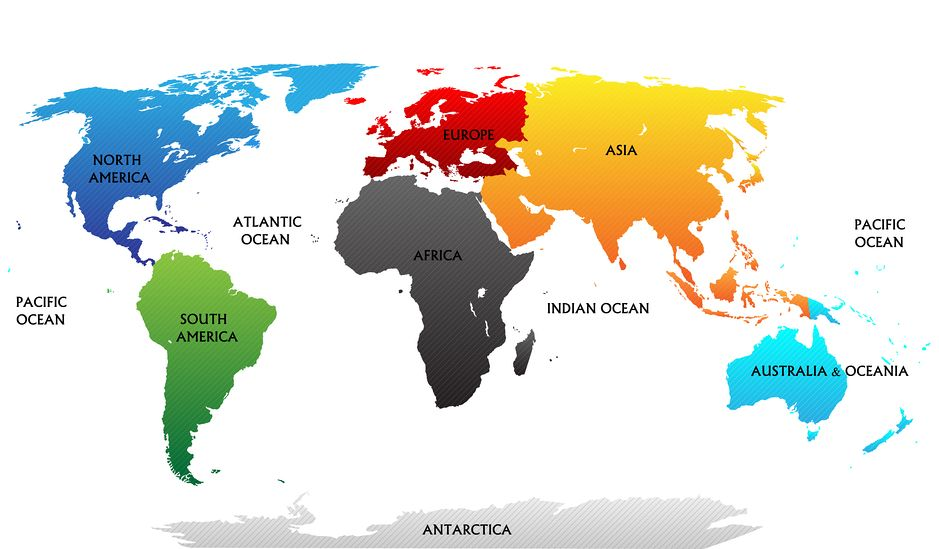 EUROPE
ASIA
NORTH
AMERICA
ATLANTIC
OCEAN
PACIFIC
OCEAN
AFRICA
PACIFIC
OCEAN
INDIAN OCEAN
SOUTH
AMERICA
AUSTRALIA & OCEANIA
ANTARCTICA